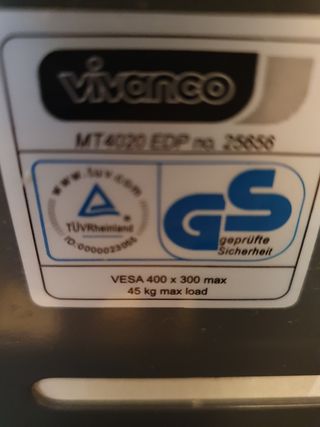 vivanco
MT4020 EDP no. 25656
www.tuv.com
TÜVRheinland
ID:0000023065
GS
geprüfte
Sicherheit
VESA 400 x 300 max
45 kg max load